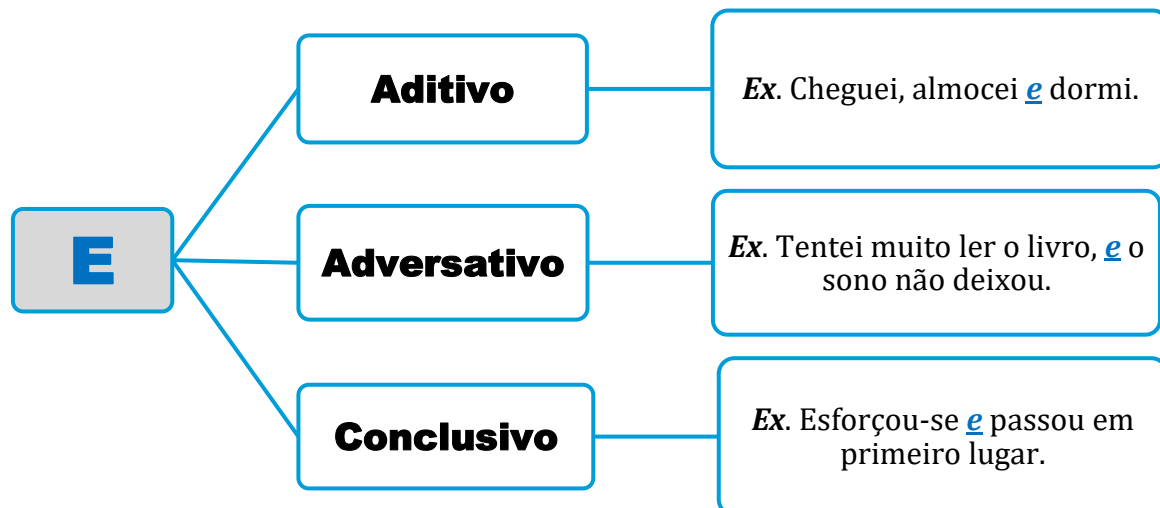 E
Aditivo
Ex. Cheguei, almocei e dormi.
Adversativo
Ex. Tentei muito ler o livro, e o
sono não deixou.
Conclusivo
Ex. Esforçou-se e passou em
primeiro lugar.